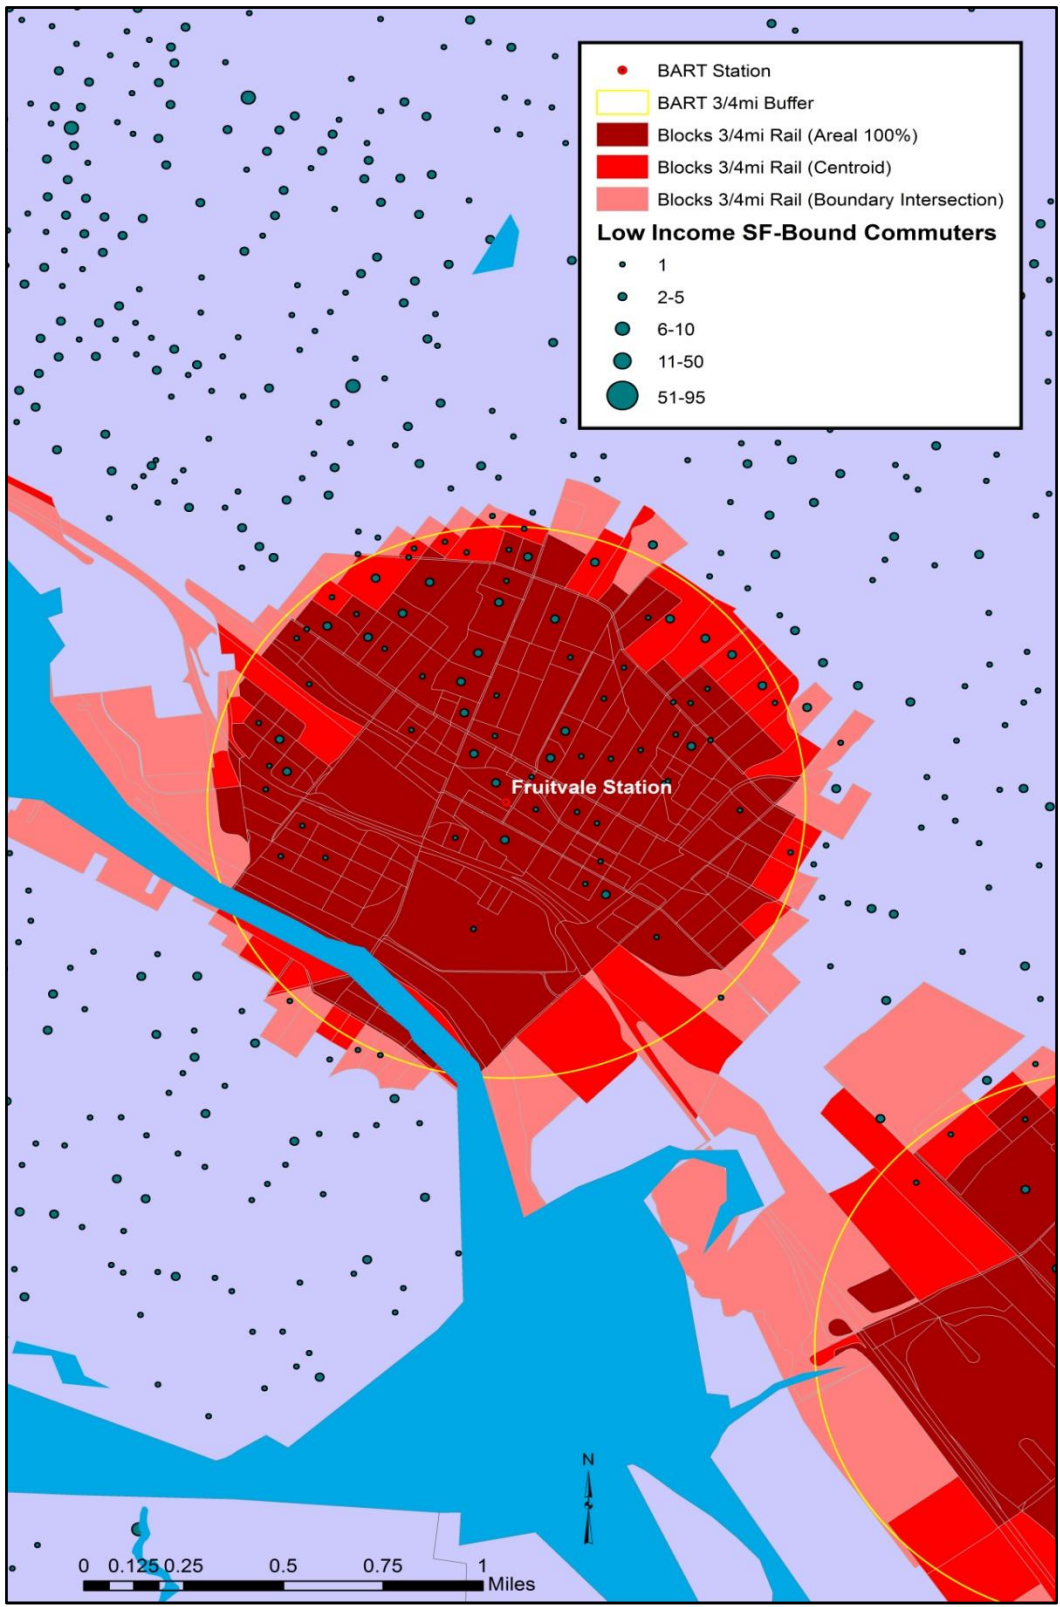 BART Station
BART 3/4mi Buffer
Blocks 3/4mi Rail (Areal 100%)
Blocks 3/4mi Rail (Centroid)
Blocks 3/4mi Rail (Boundary Intersection)
Low Income SF-Bound Commuters
1
2-5
6-10
11-50
51-95
Fruitvale Station
N
0 0.125 0.25 0.5 0.75 1
Miles